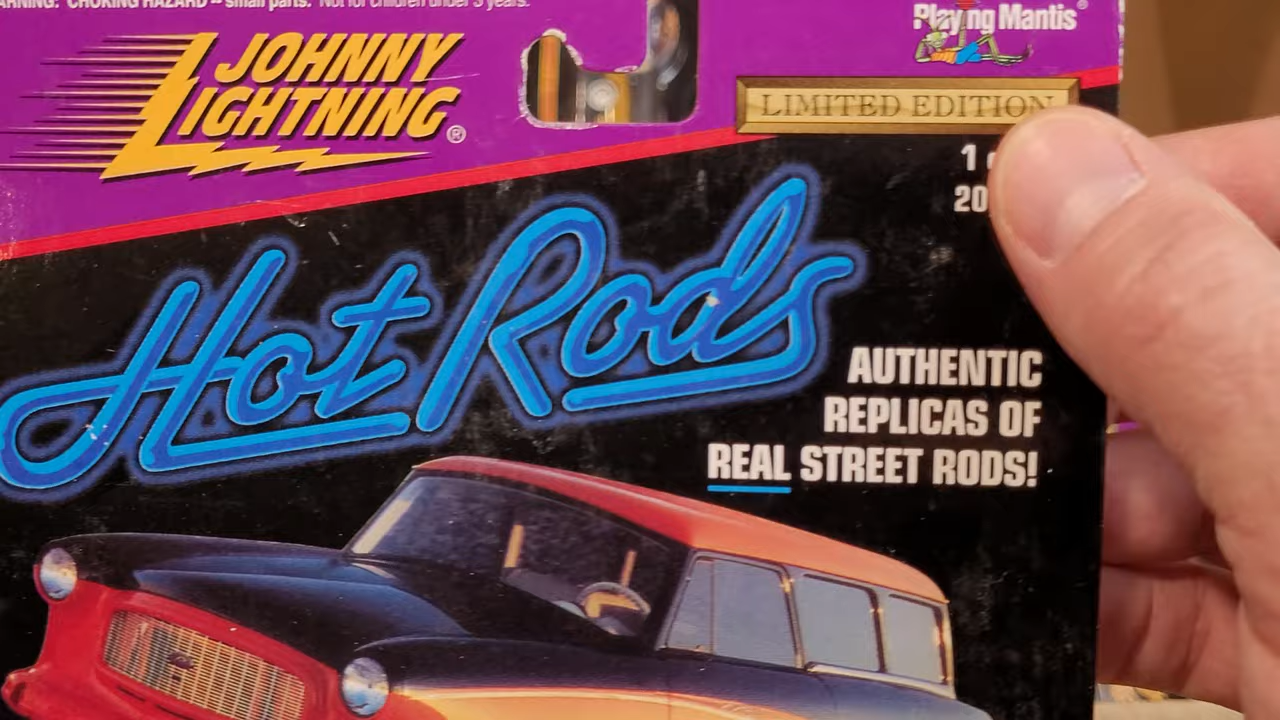 WARNING: CHOKING HAZARD -- small parts. Not for children under 3 years.
Playing Mantis®
JOHNNY
LIGHTNING®
LIMITED EDITION
1
20
Hot Rods
AUTHENTIC
REPLICAS OF
REAL STREET RODS!